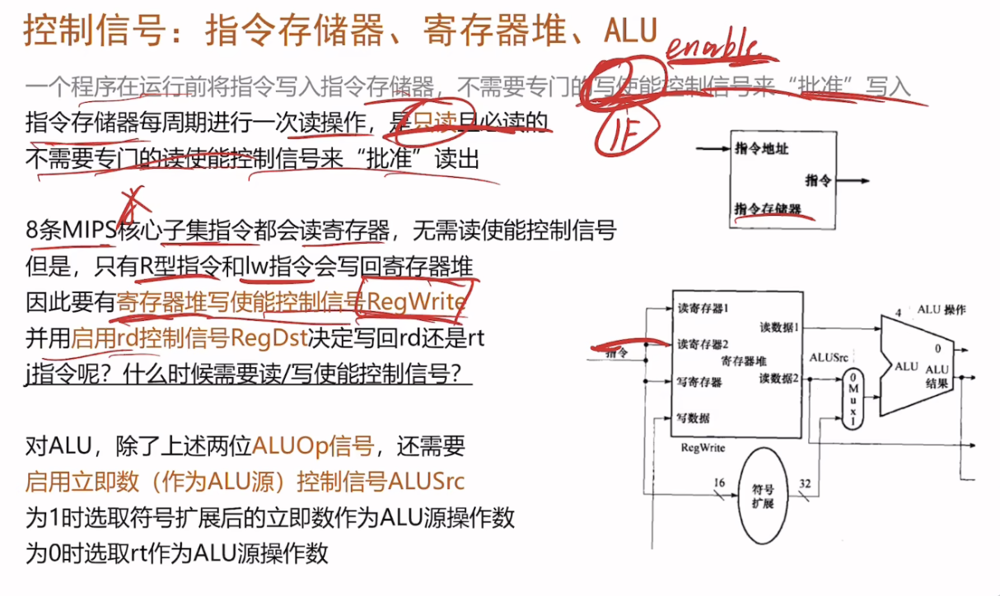 控制信号：指令存储器、寄存器堆、ALU
enable
一个程序在运行前将指令写入指令存储器，不需要专门的写使能控制信号来“批准”写入
指令存储器每周期进行一次读操作，是只读且必读的
IF
不需要专门的读使能控制信号来“批准”读出
指令地址
指令
指令存储器
8条MIPS核心子集指令都会读寄存器，无需读使能控制信号
但是，只有R型指令和lw指令会写回寄存器堆
因此要有寄存器堆写使能控制信号RegWrite
并用启用rd控制信号RegDst决定写回rd还是rt
j指令呢？什么时候需要读/写使能控制信号？
对ALU，除了上述两位ALUOp信号，还需要
启用立即数（作为ALU源）控制信号ALUSrc
为1时选取符号扩展后的立即数作为ALU源操作数
为0时选取rt作为ALU源操作数
指令
读寄存器1
读寄存器2
写寄存器
写数据
寄存器堆
读数据1
读数据2
RegWrite
ALUSrc
0
M
u
x
1
4
ALU 操作
0
ALU
ALU
结果
16
符号
扩展
32